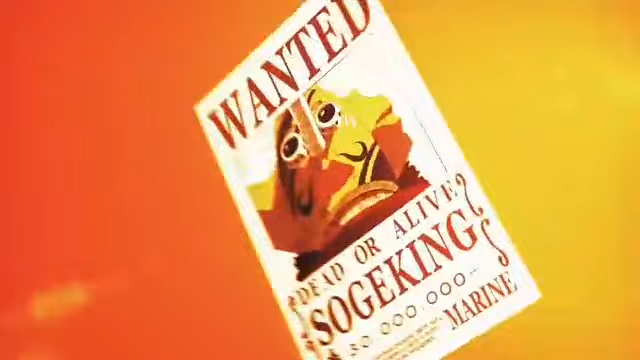 WANTED
DEAD OR ALIVE
SOGEKING
30,000,000-
MARINE